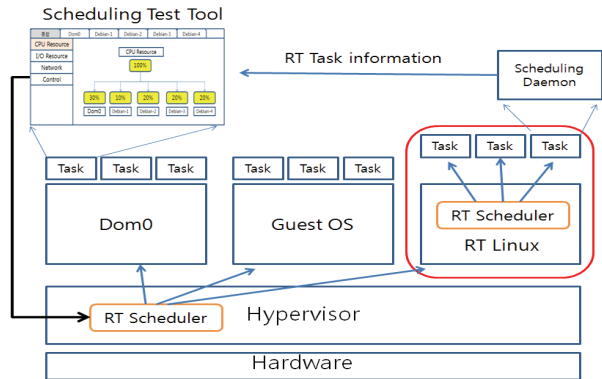 Scheduling Test Tool
Dom0 Debian-1 Debian-2 Debian-3 Debian-4
CPU Resource
I/O Resource
Network
Control
CPU Resource
100%
30% 10% 20% 20% 20%
Dom0 Debian-1 Debian-2 Debian-3 Debian-4
RT Task information
Scheduling
Daemon
Task Task Task
Task Task Task
Task Task Task
Dom0
Guest OS
RT Scheduler
RT Linux
RT Scheduler
Hypervisor
Hardware